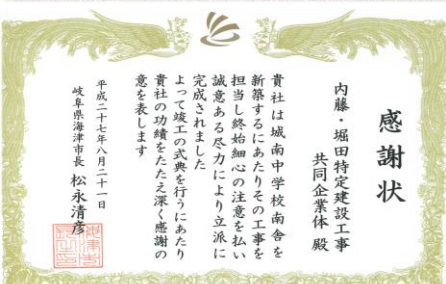 感謝状
内藤・堀田特定建設工事
共同企業体 殿
貴社は城南中学校南舎を
新築するにあたりその工事を
担当し終始細心の注意を払い
誠意ある尽力により立派に
完成されました
よって竣工の式典を行うにあたり
貴社の功績をたたえ深く感謝の
意を表します
平成二十七年八月二十一日
岐阜県海津市長 松永清彦